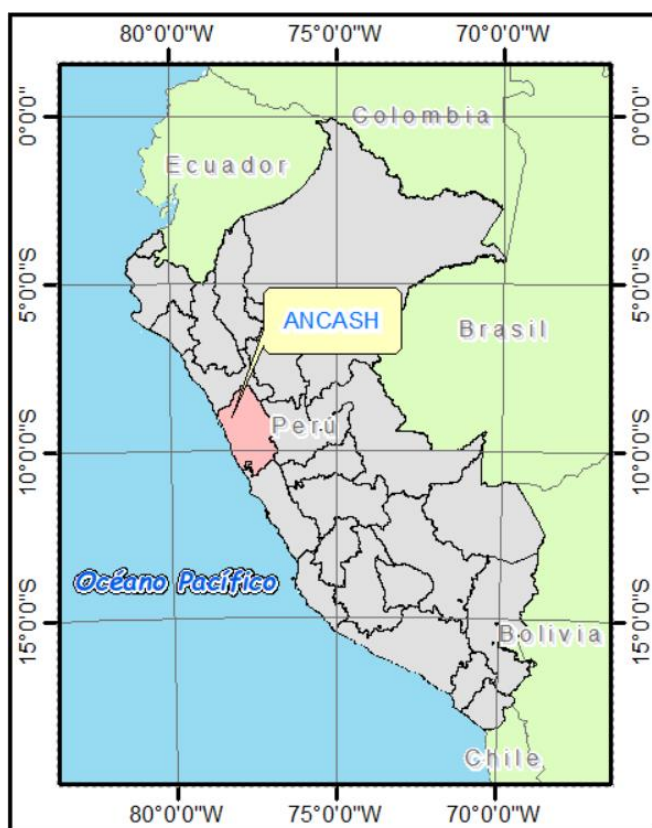 80°0'0"W 75°0'0"W 70°0'0"W
0°0'0" 0°0'0"
Colombia
Ecuador
5°0'0"S 5°0'0"S
ANCASH
Brasil
Perú
10°0'0"S 10°0'0"S
Océano Pacífico
15°0'0"S 15°0'0"S
Bolivia
Chile
80°0'0"W 75°0'0"W 70°0'0"W